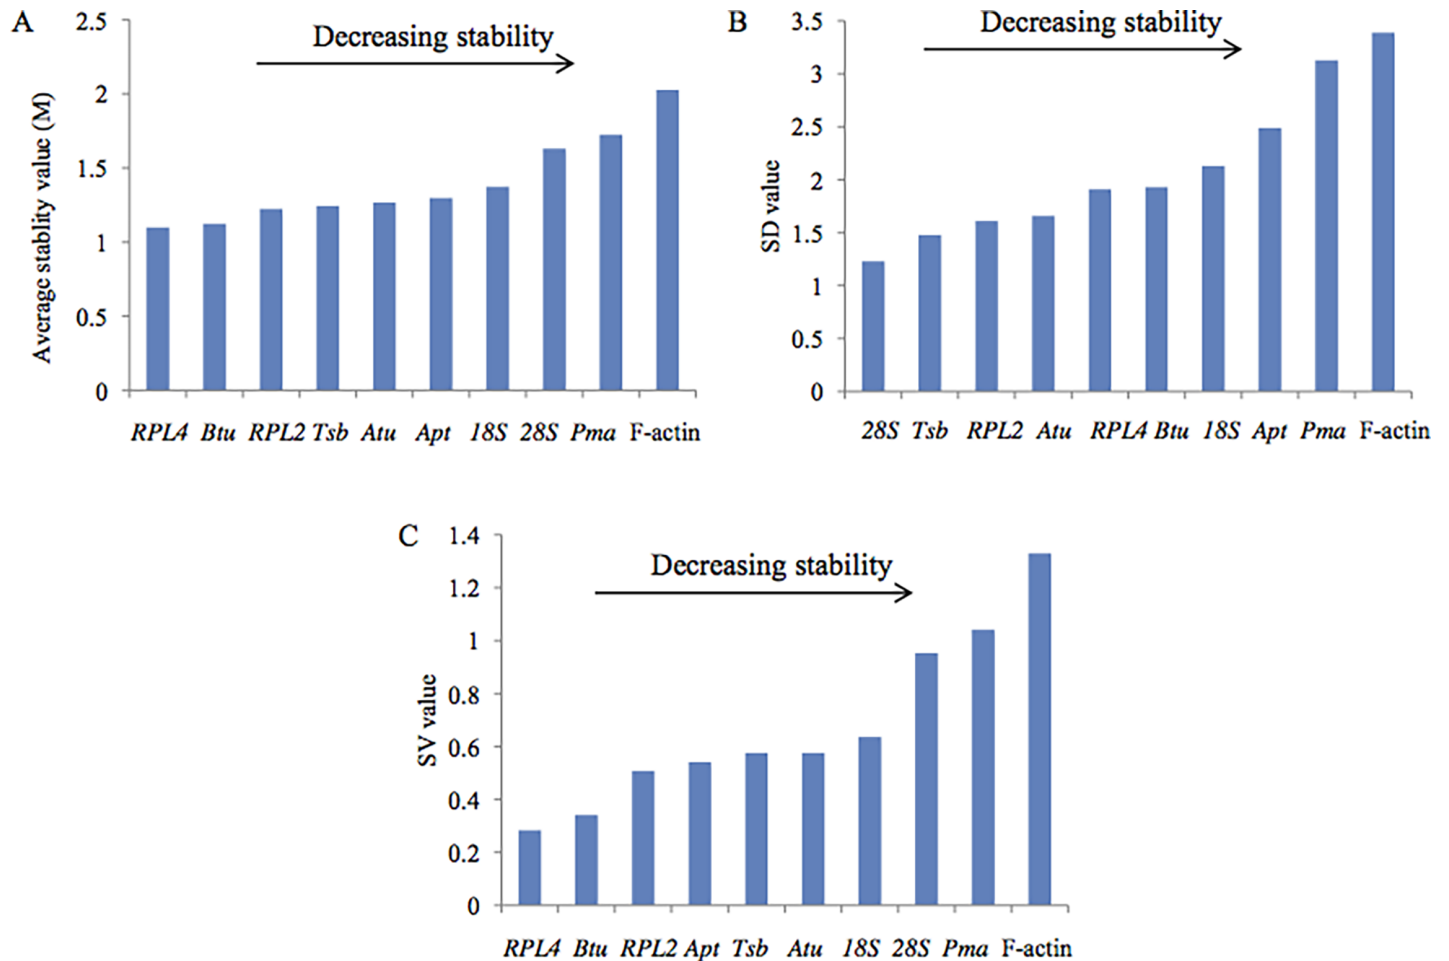 A
Decreasing stability
Average stablity value (M)
2.5
2
1.5
1
0.5
0
RPL4 Btu RPL2 Tsb Atu Apt 18S 28S Pma F-actin
B
Decreasing stability
SD value
3.5
3
2.5
2
1.5
1
0.5
0
28S Tsb RPL2 Atu RPL4 Btu 18S Apt Pma F-actin
C
Decreasing stability
SV value
1.4
1.2
1
0.8
0.6
0.4
0.2
0
RPL4 Btu RPL2 Apt Tsb Atu 18S 28S Pma F-actin